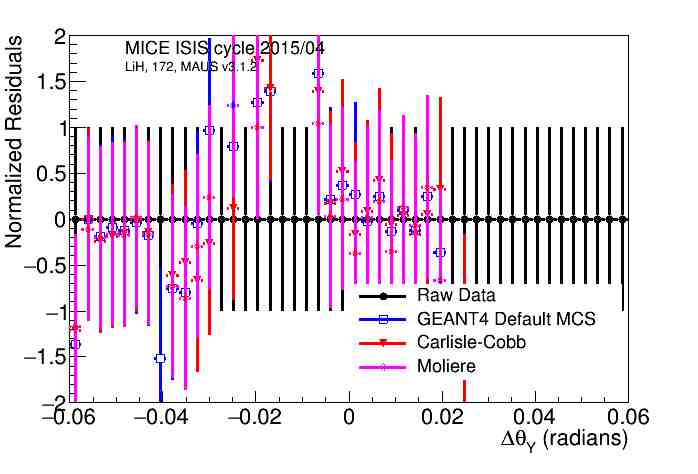 MICE ISIS cycle 2015/04
LiH, 172, MAUS v3.1.2
Normalized Residuals
2
1.5
1
0.5
0
−0.5
−1
−1.5
−2
Raw Data
GEANT4 Default MCS
Carlisle-Cobb
Moliere
−0.06 −0.04 −0.02 0 0.02 0.04 0.06
Δθ_Y (radians)